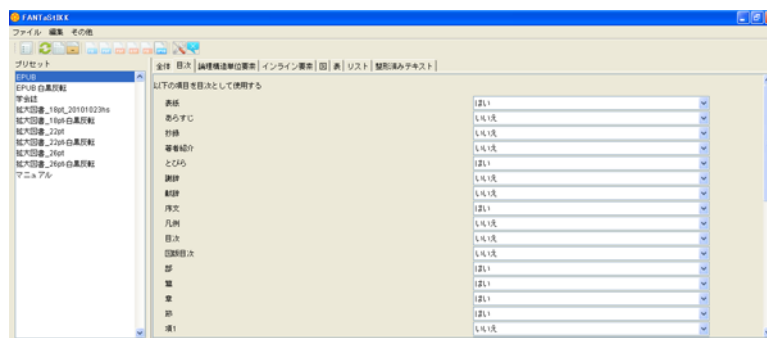 FANTaStIKK
ファイル 編集 その他
プリセット
EPUB
EPUB 白黒反転
学会誌
拡大図書_18pt_20101023hs
拡大図書_18pt-白黒反転
拡大図書_22pt
拡大図書_22pt-白黒反転
拡大図書_26pt
拡大図書_26pt-白黒反転
マニュアル
全体 目次 論理構造単位要素 インライン要素 図 表 リスト 整形済みテキスト
以下の項目を目次として使用する
表紙 はい
あらすじ いいえ
抄録 いいえ
著者紹介 いいえ
とびら はい
謝辞 いいえ
献辞 いいえ
序文 はい
凡例 いいえ
目次 いいえ
図版目次 いいえ
部 はい
篇 はい
章 はい
節 はい
項1 いいえ